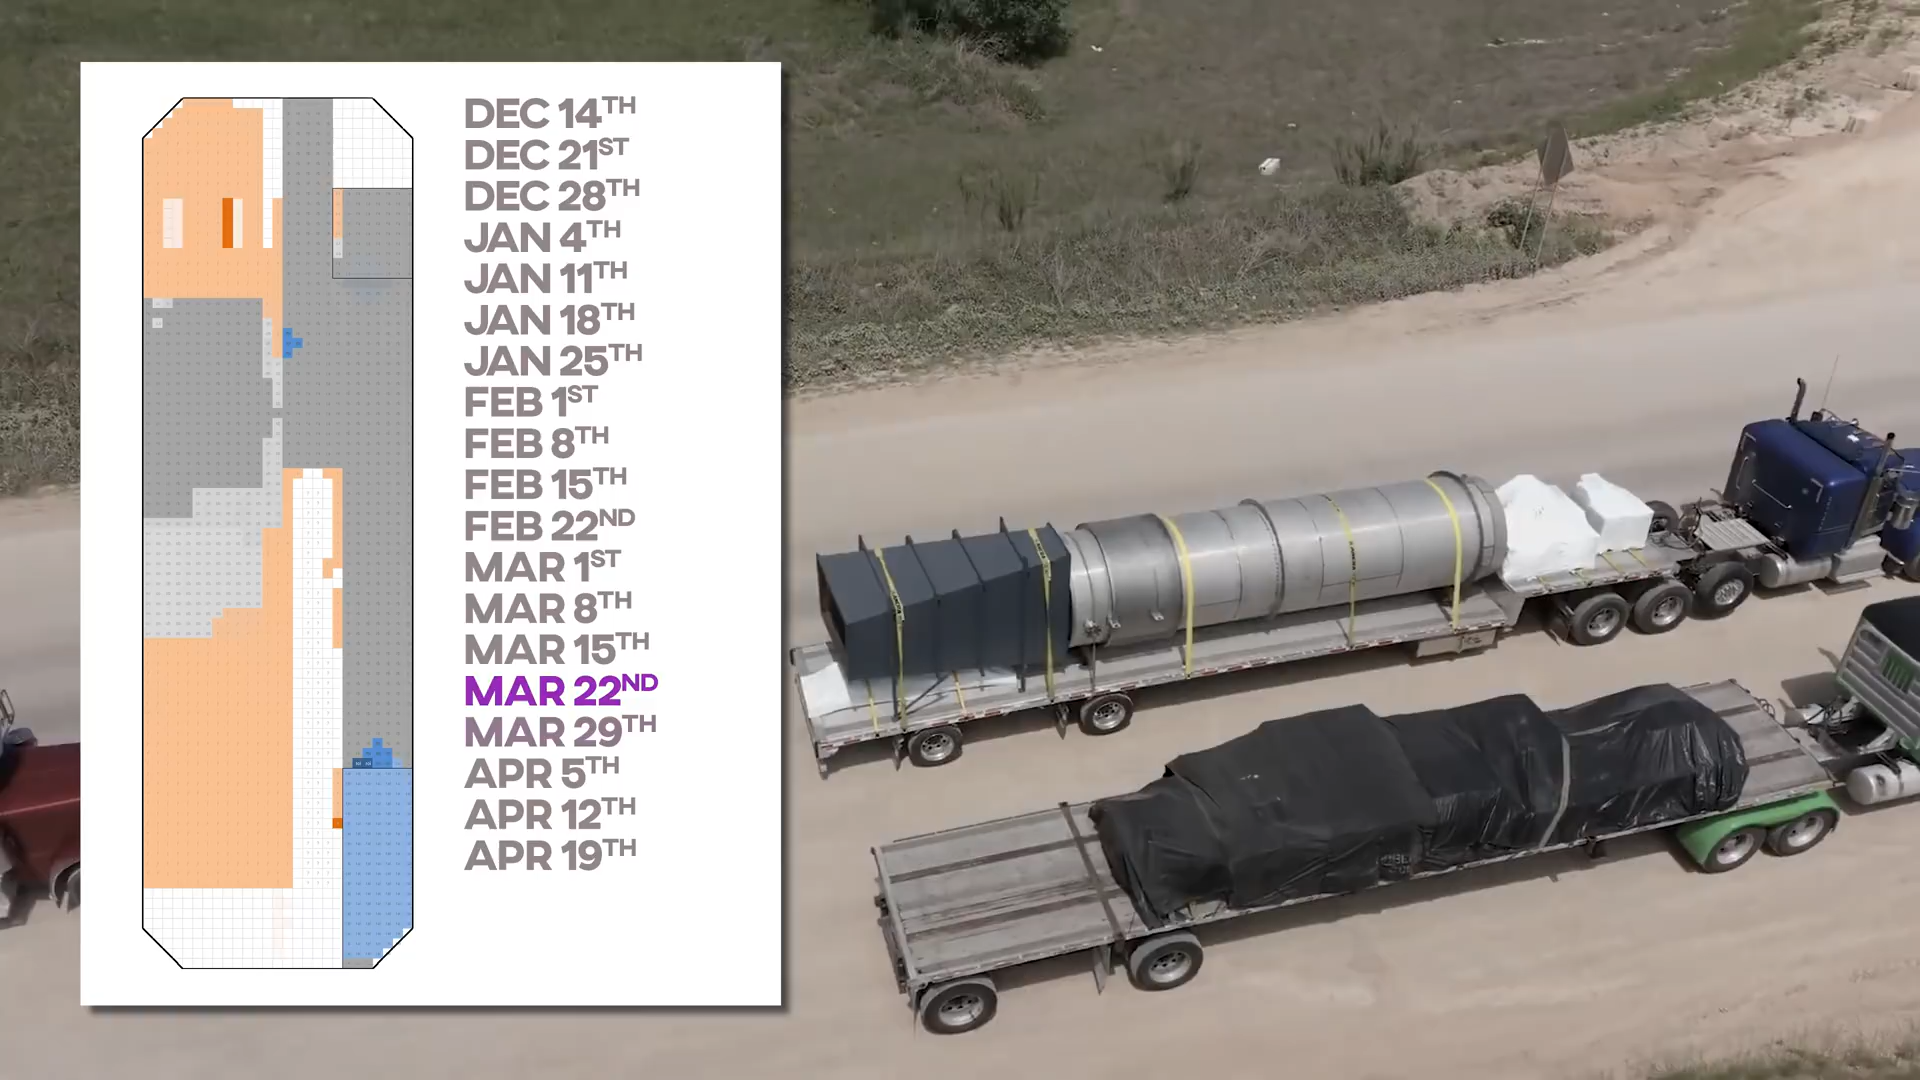 DEC 14TH
DEC 21ST
DEC 28TH
JAN 4TH
JAN 11TH
JAN 18TH
JAN 25TH
FEB 1ST
FEB 8TH
FEB 15TH
FEB 22ND
MAR 1ST
MAR 8TH
MAR 15TH
MAR 22ND
MAR 29TH
APR 5TH
APR 12TH
APR 19TH